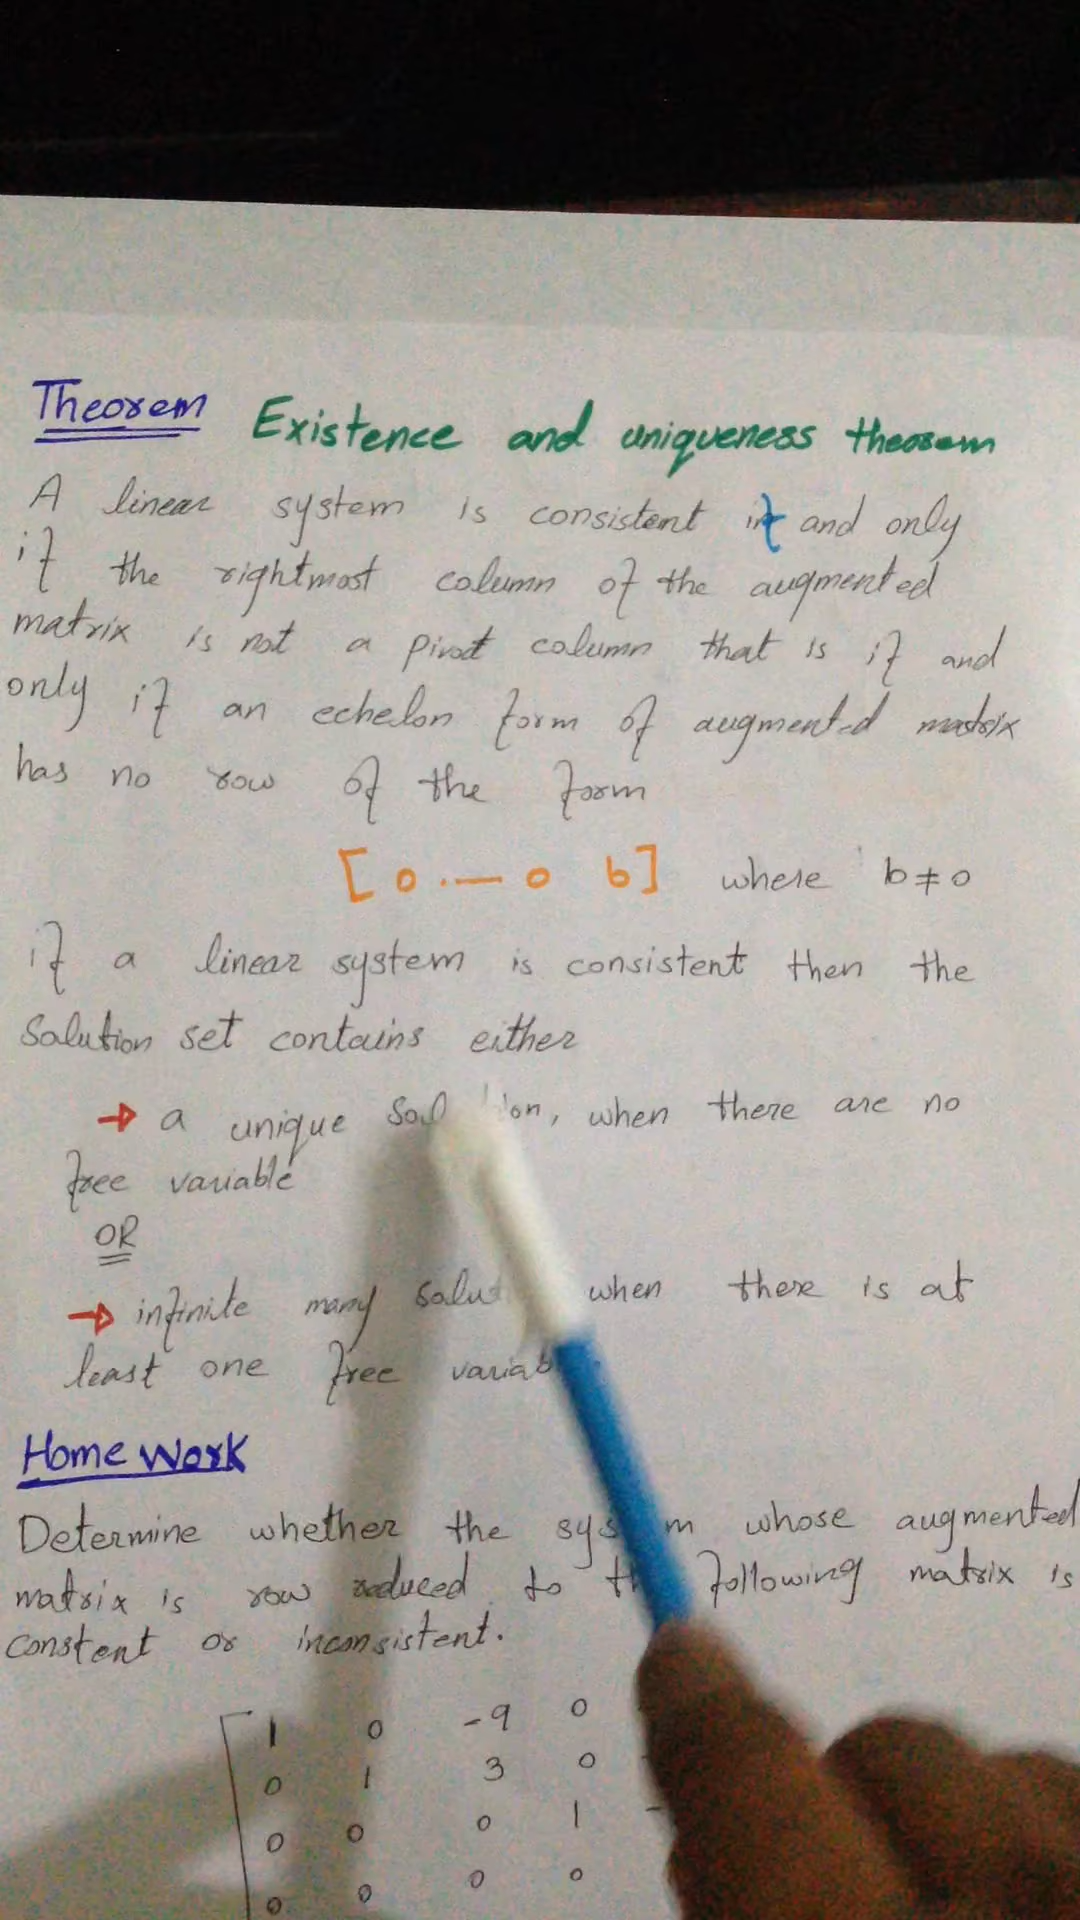 Theorem Existence and uniqueness theorem
A linear system is consistent if and only
if the rightmost column of the augmented
matrix is not a pivot column that is if and
only if an echelon form of augmented matrix
has no row of the form
[0 .— 0 b] where b≠0
if a linear system is consistent then the
Solution set contains either
→ a unique when there are no
free variable
OR
→ infinite many when there is at
least one free
Home Work
Determine whether the whose augmented
matrix is row reduced to following matrix is
constent or inconsistent.
1 0 -9 0
0 1 3 0
0 0 0 1
0 0 0 0